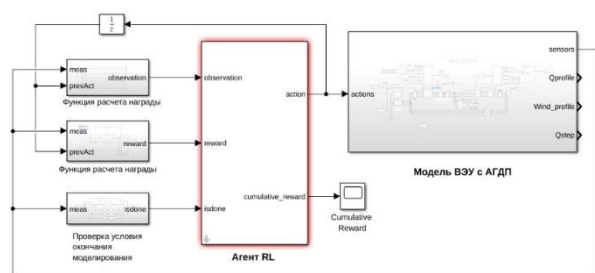 1
z
meas
prevAct
observation
Функция расчета награды
meas
prevAct
reward
Функция расчета награды
meas
isdone
Проверка условия
окончания
моделирования
observation
reward
isdone
action
cumulative_reward
Агент RL
Cumulative
Reward
actions
sensors
Qprofile
Wind_profile
Qstep
Модель ВЭУ с АГДП